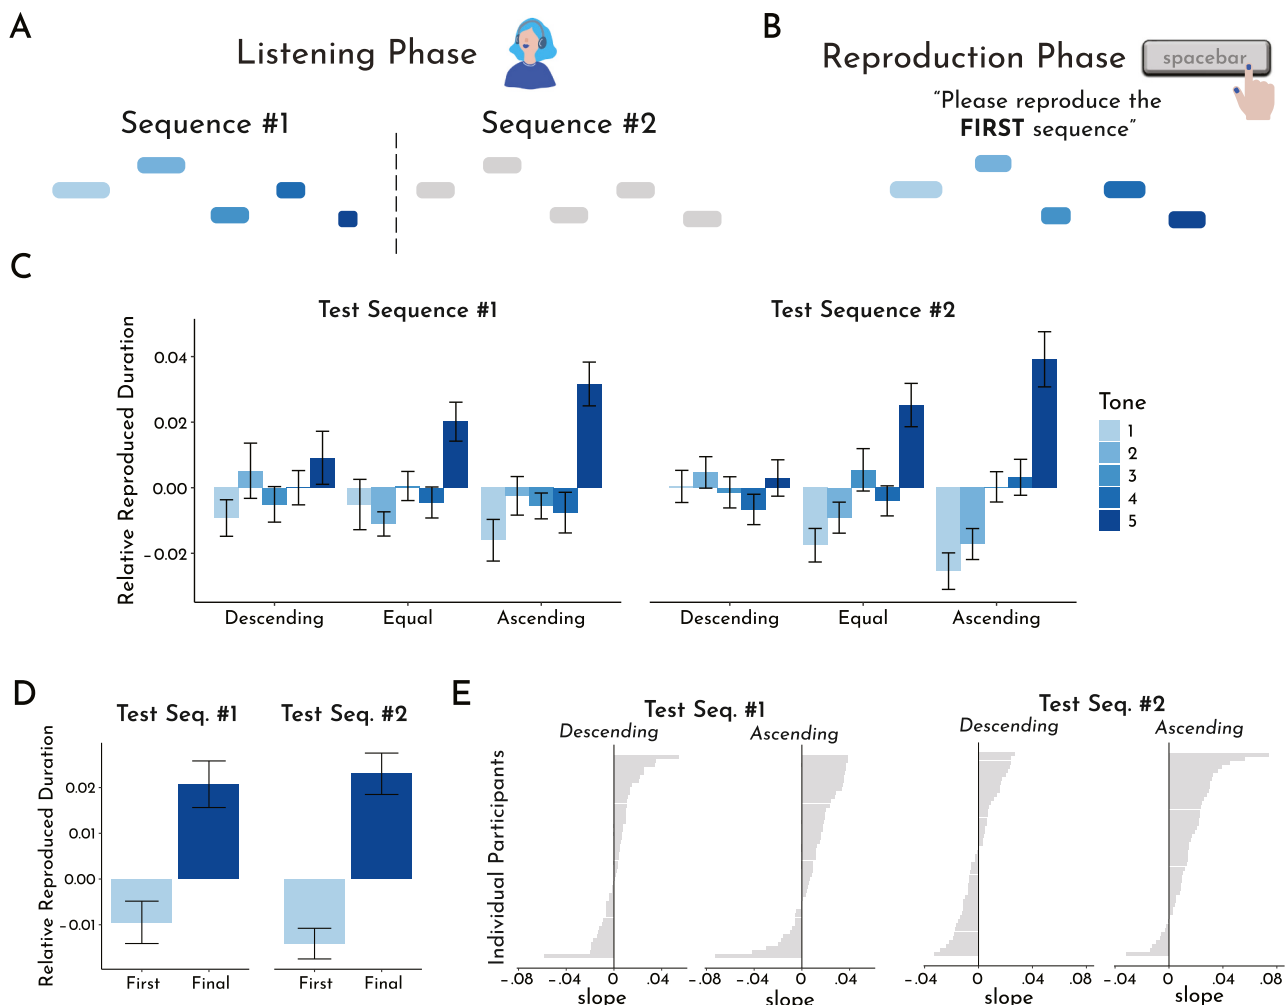 A
Listening Phase
Sequence #1
Sequence #2
B
Reproduction Phase
spacebar
“Please reproduce the
FIRST sequence”
C
Test Sequence #1
Test Sequence #2
Relative Reproduced Duration
0.04
0.02
0.00
-0.02
Descending
Equal
Ascending
Descending
Equal
Ascending
Tone
1
2
3
4
5
D
Test Seq. #1
Test Seq. #2
Relative Reproduced Duration
0.02
0.01
0.00
-0.01
First
Final
First
Final
E
Test Seq. #1
Descending
Ascending
Test Seq. #2
Descending
Ascending
Individual Participants
-.08
-.04
0
.04
slope
-.08
-.04
0
.04
slope
-.04
0
.04
.08
slope
-.04
0
.04
.08
slope